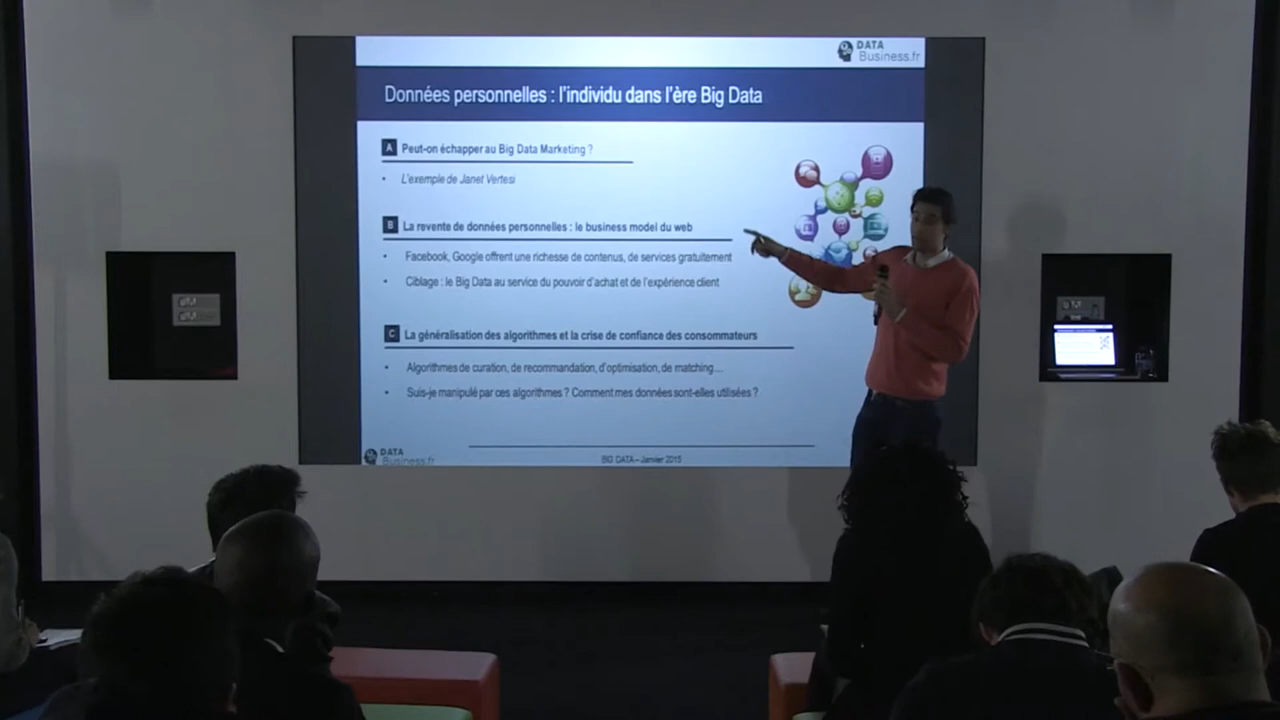 DATA
Business.fr
Données personnelles : l'individu dans l'ère Big Data
A Peut-on échapper au Big Data Marketing ?
• L'exemple de Janet Vertesi
B La revente de données personnelles : le business model du web
• Facebook, Google offrent une richesse de contenus, de services gratuitement
• Ciblage : le Big Data au service du pouvoir d'achat et de l'expérience client
C La généralisation des algorithmes et la crise de confiance des consommateurs
• Algorithmes de curation, de recommandation, d'optimisation, de matching…
• Suis-je manipulé par ces algorithmes ? Comment mes données sont-elles utilisées ?
DATA
Business.fr
BIG DATA – Janvier 2015